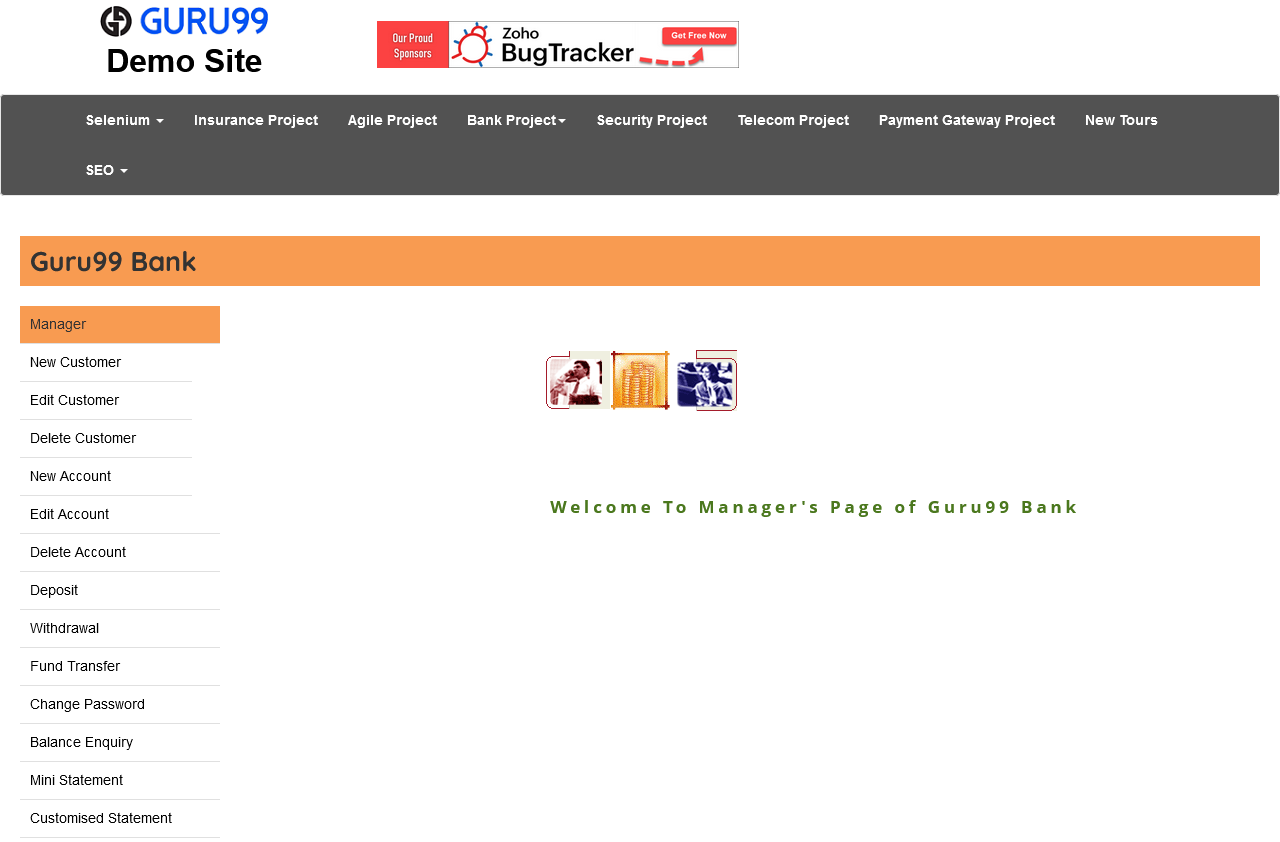 GURU99
Demo Site
Our Proud
Sponsors
Zoho
BugTracker
Get Free Now
Selenium
Insurance Project
Agile Project
Bank Project
Security Project
Telecom Project
Payment Gateway Project
New Tours
SEO
Guru99 Bank
Manager
New Customer
Edit Customer
Delete Customer
New Account
Edit Account
Delete Account
Deposit
Withdrawal
Fund Transfer
Change Password
Balance Enquiry
Mini Statement
Customised Statement
Welcome To Manager's Page of Guru99 Bank